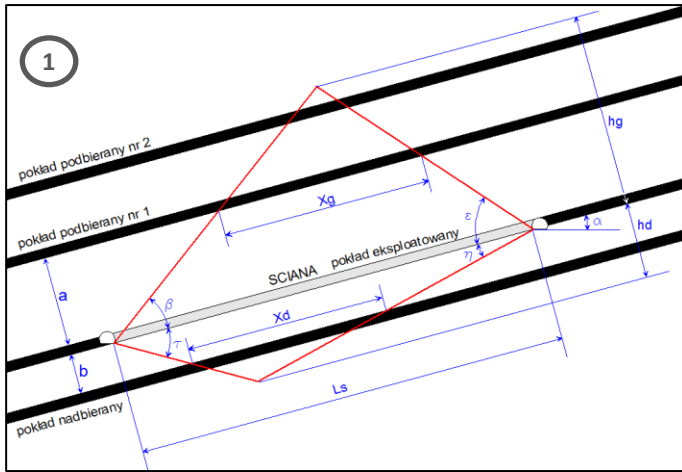 1
pokład podbierany nr 2
hg
pokład podbierany nr 1
Xg
ε
α
hd
a
SCIANA pokład eksploatowany
η
β
Xd
τ
b
Ls
pokład nadbierany